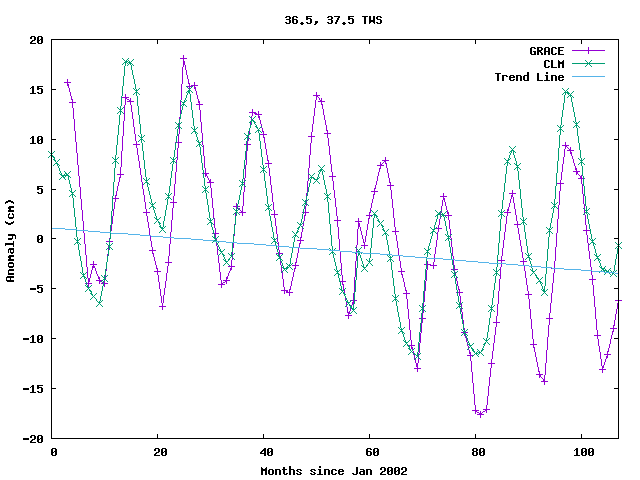 36.5, 37.5 TWS
GRACE
CLM
Trend Line
20
15
10
5
0
-5
-10
-15
-20
Anomaly (cm)
0 20 40 60 80 100
Months since Jan 2002